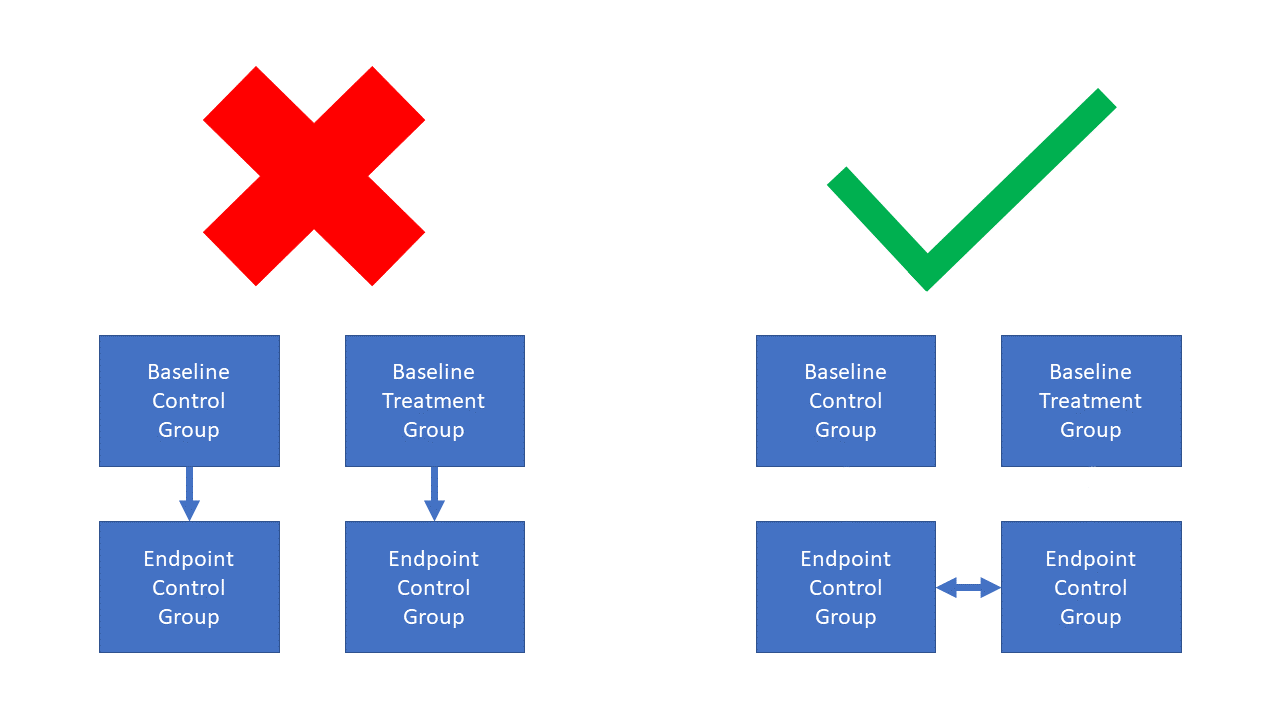 Baseline
Control
Group
Baseline
Treatment
Group
Endpoint
Control
Group
Endpoint
Control
Group
Baseline
Control
Group
Baseline
Treatment
Group
Endpoint
Control
Group
Endpoint
Control
Group